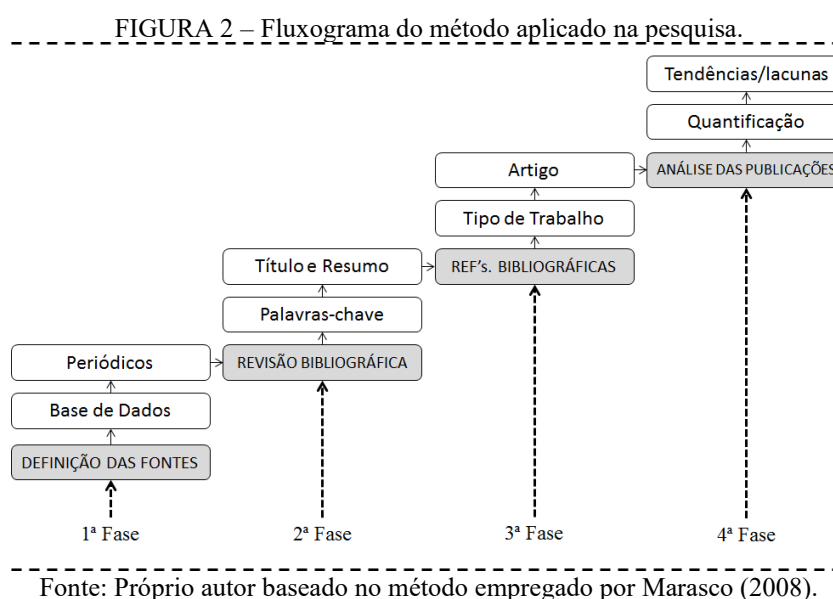 FIGURA 2 – Fluxograma do método aplicado na pesquisa.
Tendências/lacunas
Quantificação
ANÁLISE DAS PUBLICAÇÕES
Artigo
Tipo de Trabalho
REF's. BIBLIOGRÁFICAS
Título e Resumo
Palavras-chave
REVISÃO BIBLIOGRÁFICA
Periódicos
Base de Dados
DEFINIÇÃO DAS FONTES
1ª Fase
2ª Fase
3ª Fase
4ª Fase
Fonte: Próprio autor baseado no método empregado por Marasco (2008).